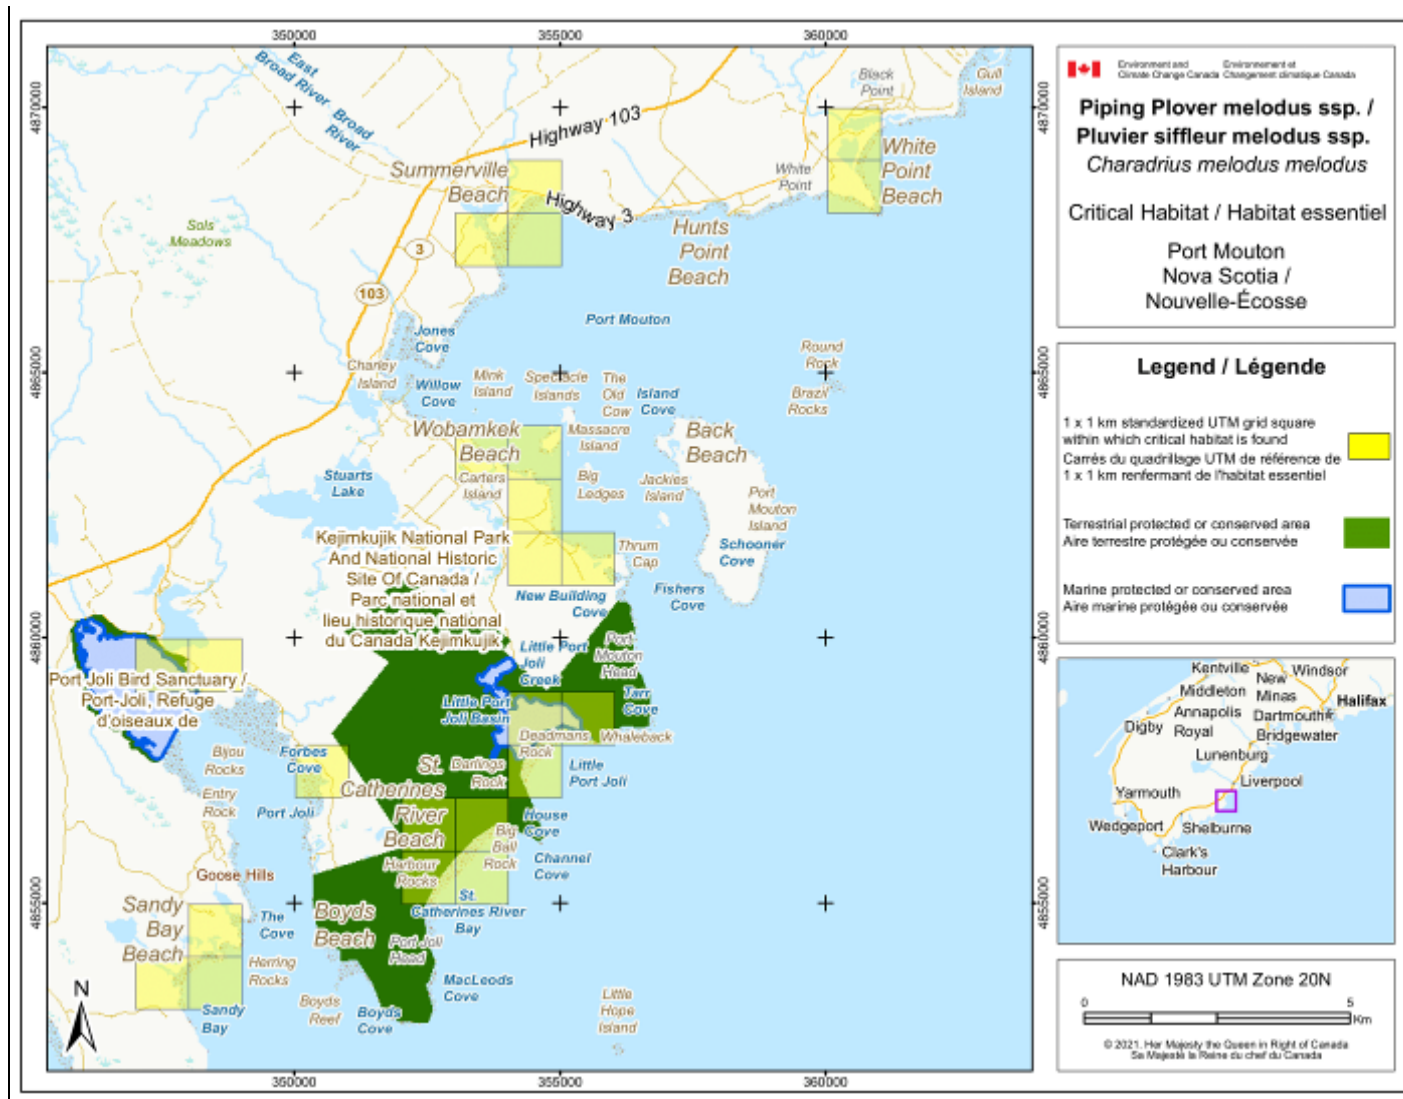 350000
355000
360000
4870000
4865000
4860000
4855000
4870000
4865000
4860000
4855000
350000
355000
360000
East
Broad River
Broad
River
Highway 103
Black
Point
Gull
Island
Summerville
Beach
Highway 3
White
Point
White
Point
Beach
Sols
Meadows
3
Hunts
Point
Beach
103
Port Mouton
Jones
Cove
Charley
Island
Willow
Cove
Mink
Island
Spectacle
Islands
The
Old
Cow
Island
Cove
Round
Rock
Brazil
Rocks
Wobamkek
Beach
Massacre
Island
Back
Beach
Carters
Island
Big
Ledges
Jackies
Island
Stuarts
Lake
Port
Mouton
Island
Kejimkujik National Park
And National Historic
Site Of Canada /
Parc national et
lieu historique national
du Canada Kejimkujik
Thrum
Cap
Schooner
Cove
New Building
Cove
Fishers
Cove
Little Port
Joli
Creek
Port
Mouton
Head
Port Joli Bird Sanctuary /
Port-Joli, Refuge
d'oiseaux de
Little Port
Joli Basin
Tarr
Cove
Deadmans
Rock
Whaleback
Bijou
Rocks
Forbes
Cove
St.
Catherines
River
Beach
Darlings
Rock
Little
Port Joli
Entry
Rock
Port Joli
House
Cove
Big
Ball
Rock
Harbour
Rocks
Channel
Cove
Goose Hills
St.
Catherines River
Bay
Sandy
Bay
Beach
The
Cove
Boyds
Beach
Port Joli
Head
Herring
Rocks
MacLeods
Cove
Boyds
Reef
Boyds
Cove
Sandy
Bay
Little
Hope
Island
N
Environment and
Climate Change Canada
Environnement et
Changement climatique Canada
Piping Plover melodus ssp. /
Pluvier siffleur melodus ssp.
Charadrius melodus melodus
Critical Habitat / Habitat essentiel
Port Mouton
Nova Scotia /
Nouvelle-Écosse
Legend / Légende
1 x 1 km standardized UTM grid square
within which critical habitat is found
Carrés du quadrillage UTM de référence de
1 x 1 km renfermant de l'habitat essentiel
Terrestrial protected or conserved area
Aire terrestre protégée ou conservée
Marine protected or conserved area
Aire marine protégée ou conservée
Kentville
Windsor
Middleton
New
Minas
Halifax
Annapolis
Royal
Dartmouth
Digby
Bridgewater
Lunenburg
Liverpool
Yarmouth
Wedgeport
Shelburne
Clark's
Harbour
NAD 1983 UTM Zone 20N
0
5
Km
© 2021. Her Majesty the Queen in Right of Canada
Sa Majesté la Reine du chef du Canada